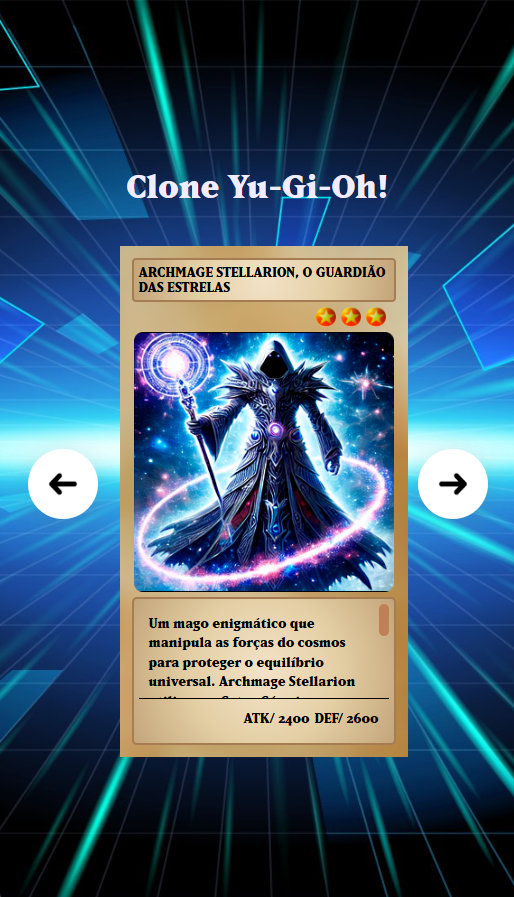 Clone Yu-Gi-Oh!
ARCHMAGE STELLARION, O GUARDIÃO
DAS ESTRELAS
Um mago enigmático que
manipula as forças do cosmos
para proteger o equilíbrio
universal. Archmage Stellarion
ATK/ 2400 DEF/ 2600